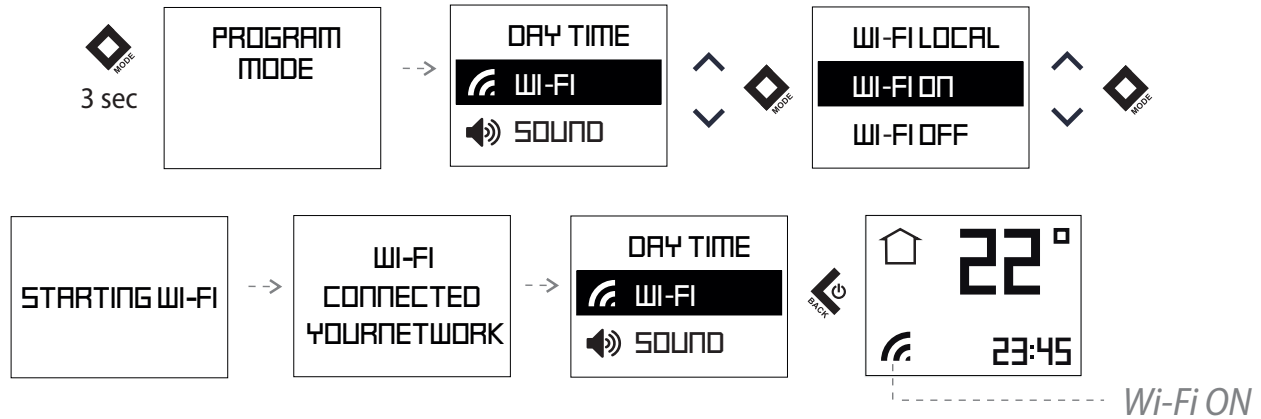 MODE
3 sec
PROGRAM
MODE
DAY TIME
WI-FI
SOUND
MODE
WI-FI LOCAL
WI-FI ON
WI-FI OFF
MODE
STARTING WI-FI
WI-FI
CONNECTED
YOURNETWORK
DAY TIME
WI-FI
SOUND
BACK
22°
23:45
Wi-Fi ON